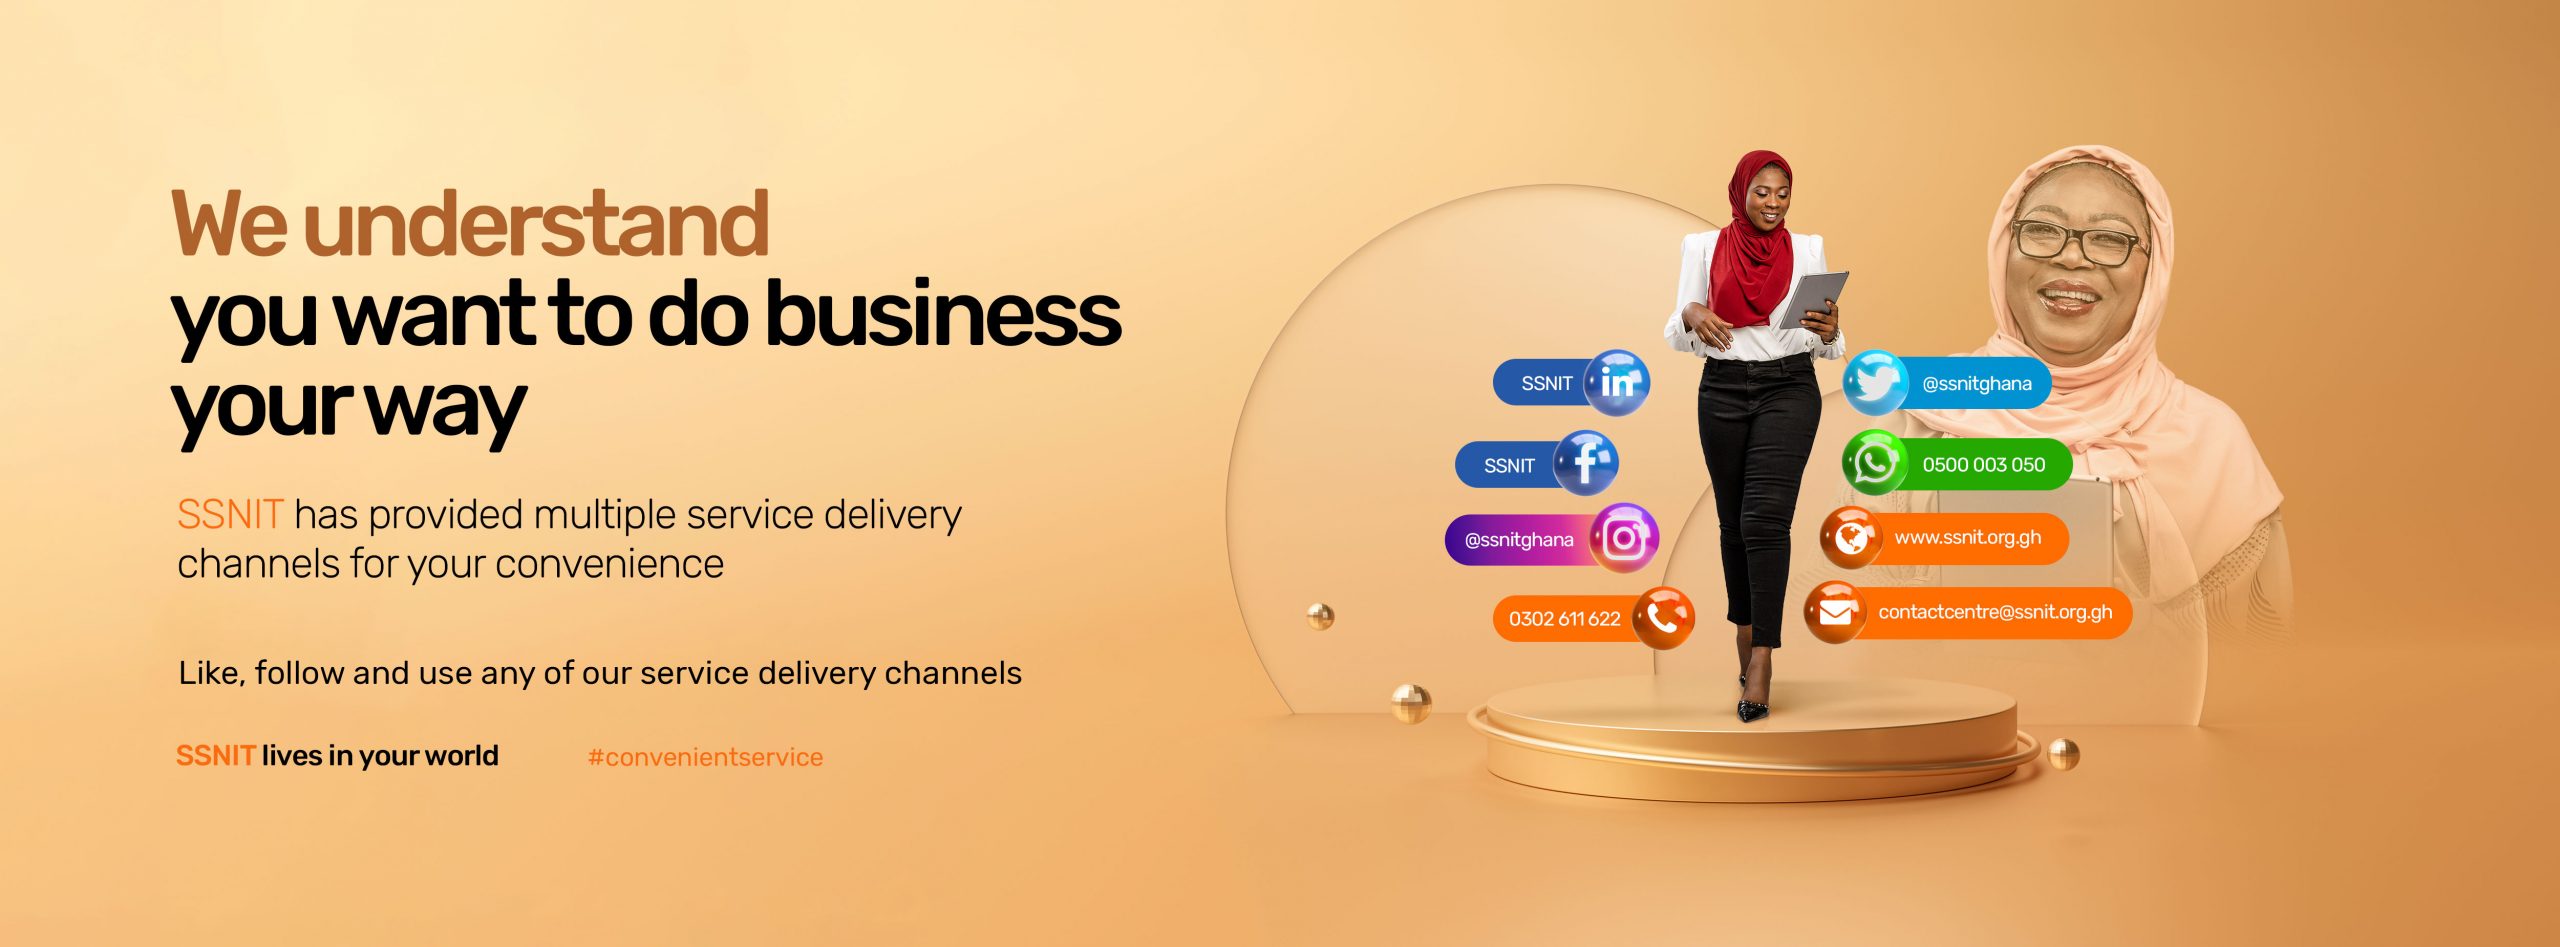 We understand
you want to do business
your way
SSNIT has provided multiple service delivery
channels for your convenience
Like, follow and use any of our service delivery channels
SSNIT lives in your world
#convenientservice
SSNIT
SSNIT
@ssnitghana
0302 611 622
@ssnitghana
0500 003 050
www.ssnit.org.gh
contactcentre@ssnit.org.gh